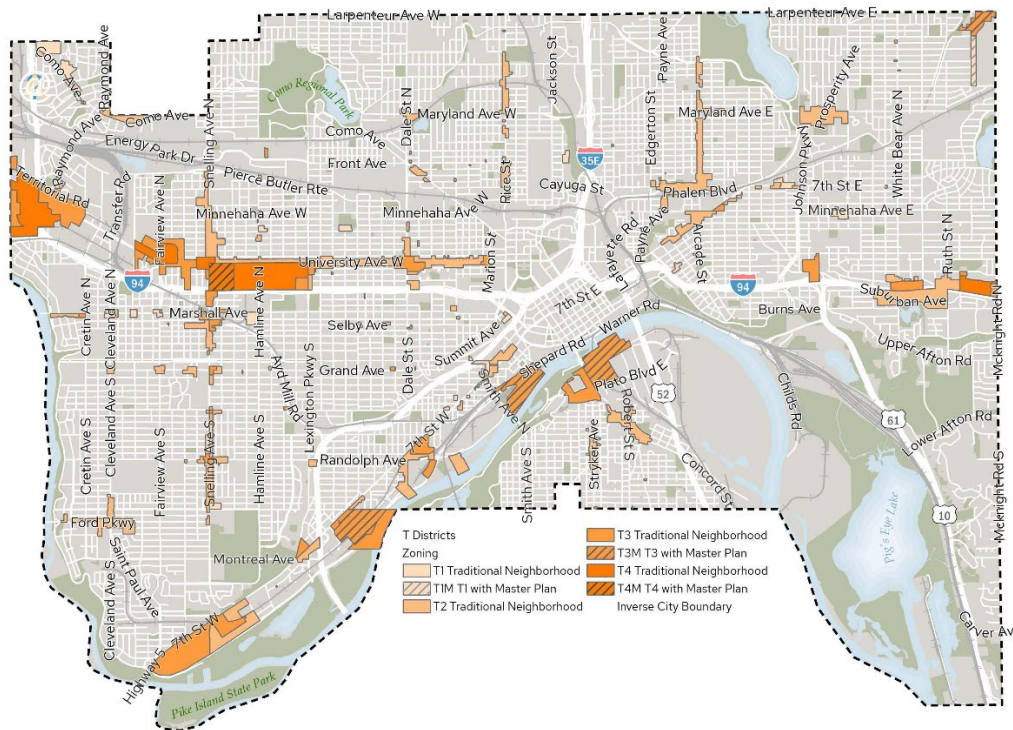 Larpenteur Ave W
Larpenteur Ave E
Como Ave
Raymond Ave
Snelling Ave N
Como Regional Park
Jackson St
Payne Ave
Edgerton St
Prosperity Ave
White Bear Ave N
Raymond Ave
Como Ave
Energy Park Dr
Como Ave
Dale St N
Maryland Ave W
Maryland Ave E
Front Ave
Rice St
35E
Johnson Pkwy
Territorial Rd
Transfer Rd
Fairview Ave N
Pierce Butler Rte
Cayuga St
Phalen Blvd
7th St E
Minnehaha Ave W
Minnehaha Ave W
Minnehaha Ave E
Lafayette Rd
Payne Ave
Arcade St
Ruth St N
University Ave W
Marion St
94
94
Hamline Ave N
7th St E
Suburban Ave
Cretin Ave N
Cleveland Ave N
Marshall Ave
Selby Ave
Summit Ave
Shepard Rd
Warner Rd
Burns Ave
Mcknight Rd N
Upper Afton Rd
Ayd Mill Rd
Lexington Pkwy S
Grand Ave
Dale St S
Smith Ave N
Plato Blvd E
52
Childs Rd
61
Lower Afton Rd
Cretin Ave S
Cleveland Ave S
Fairview Ave S
Snelling Ave S
Hamline Ave S
Randolph Ave
7th St W
Smith Ave S
Stryker Ave
Robert St S
Concord St
Mcknight Rd S
Ford Pkwy
Saint Paul Ave
Montreal Ave
Pig's Eye Lake
10
Cleveland Ave S
Highway 5
7th St W
Pike Island State Park
Carver Av
T Districts
Zoning
T1 Traditional Neighborhood
T1M T1 with Master Plan
T2 Traditional Neighborhood
T3 Traditional Neighborhood
T3M T3 with Master Plan
T4 Traditional Neighborhood
T4M T4 with Master Plan
Inverse City Boundary